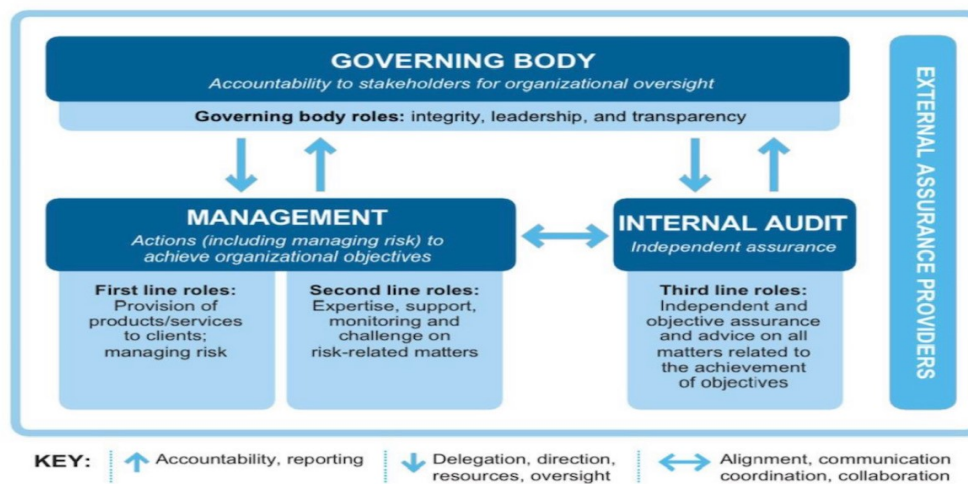 GOVERNING BODY
Accountability to stakeholders for organizational oversight
Governing body roles: integrity, leadership, and transparency
MANAGEMENT
Actions (including managing risk) to
achieve organizational objectives
First line roles:
Provision of
products/services
to clients;
managing risk
Second line roles:
Expertise, support,
monitoring and
challenge on
risk-related matters
INTERNAL AUDIT
Independent assurance
Third line roles:
Independent and
objective assurance
and advice on all
matters related to
the achievement
of objectives
EXTERNAL ASSURANCE PROVIDERS
KEY:
Accountability, reporting
Delegation, direction,
resources, oversight
Alignment, communication
coordination, collaboration